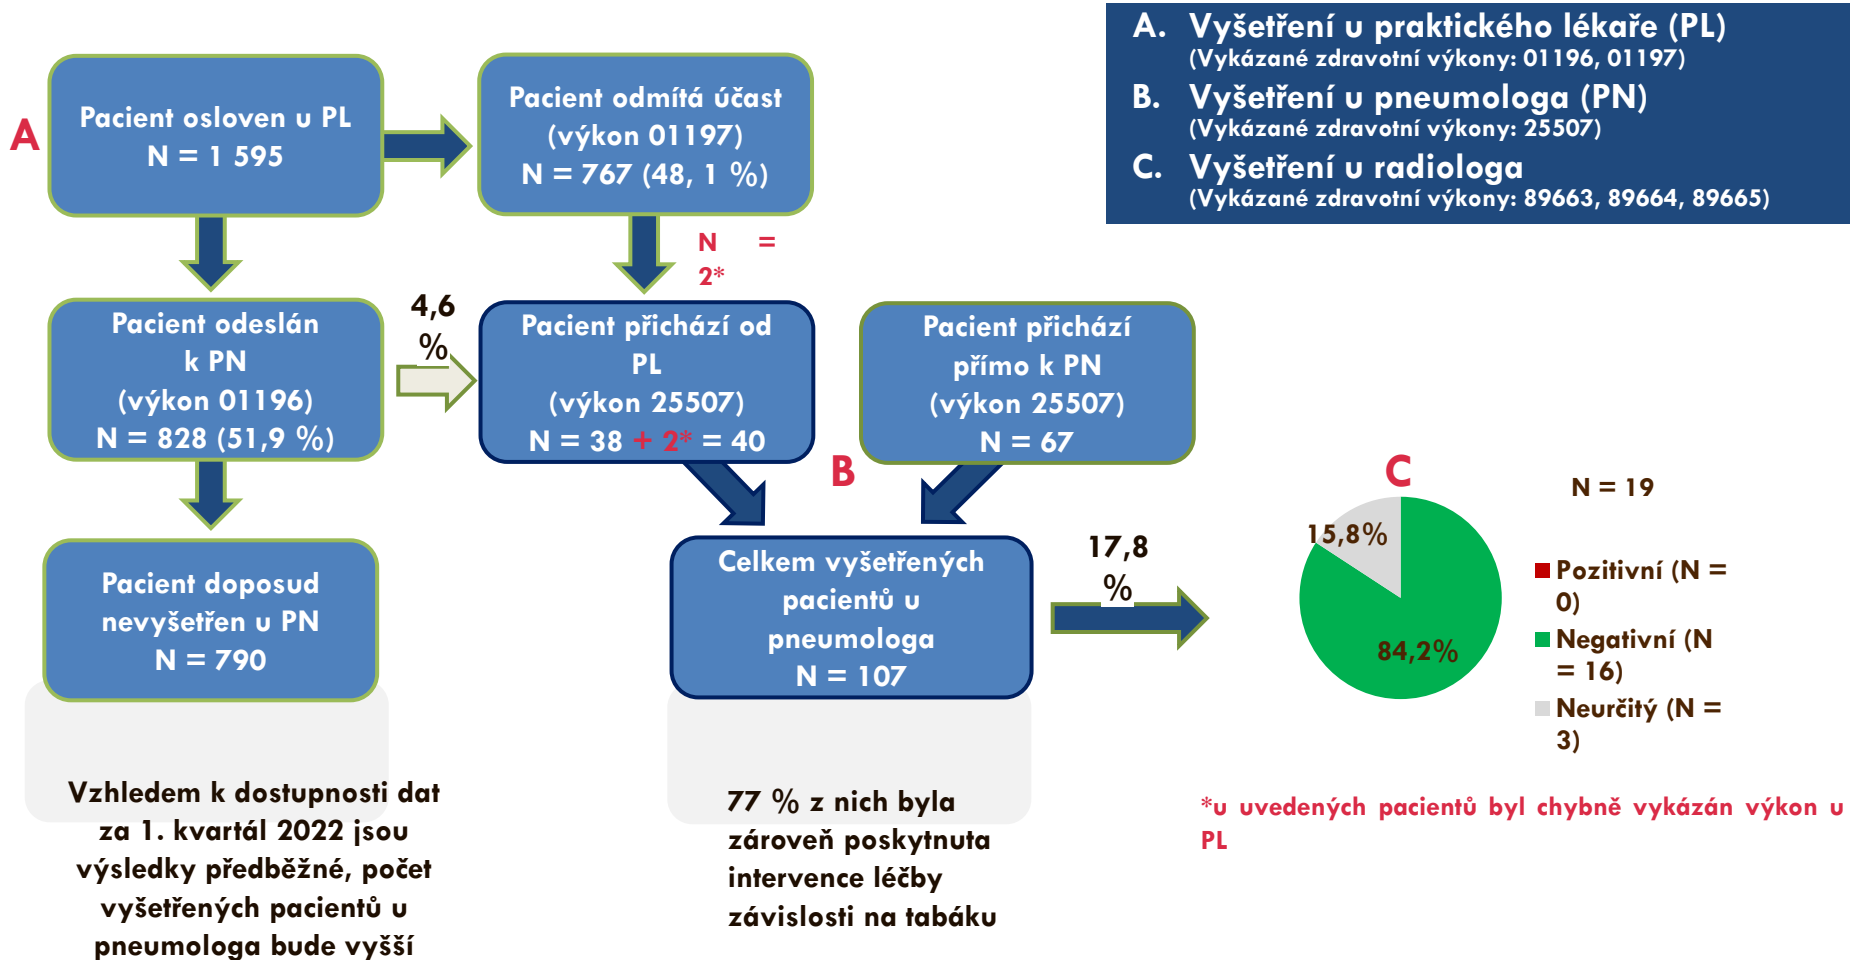 A. Vyšetření u praktického lékaře (PL)
(Vykázané zdravotní výkony: 01196, 01197)
B. Vyšetření u pneumologa (PN)
(Vykázané zdravotní výkony: 25507)
C. Vyšetření u radiologa
(Vykázané zdravotní výkony: 89663, 89664, 89665)
A
Pacient osloven u PL
N = 1 595
Pacient odmítá účast
(výkon 01197)
N = 767 (48, 1 %)
N =
2*
Pacient odeslán
k PN
(výkon 01196)
N = 828 (51,9 %)
4,6
%
Pacient přichází od
PL
(výkon 25507)
N = 38 + 2* = 40
Pacient přichází
přímo k PN
(výkon 25507)
N = 67
B
Pacient doposud
nevyšetřen u PN
N = 790
Celkem vyšetřených
pacientů u
pneumologa
N = 107
17,8
%
C
N = 19
15,8%
84,2%
Pozitivní (N =
0)
Negativní (N
= 16)
Neurčitý (N =
3)
Vzhledem k dostupnosti dat
za 1. kvartál 2022 jsou
výsledky předběžné, počet
vyšetřených pacientů u
pneumologa bude vyšší
77 % z nich byla
zároveň poskytnuta
intervence léčby
závislosti na tabáku
*u uvedených pacientů byl chybně vykázán výkon u
PL